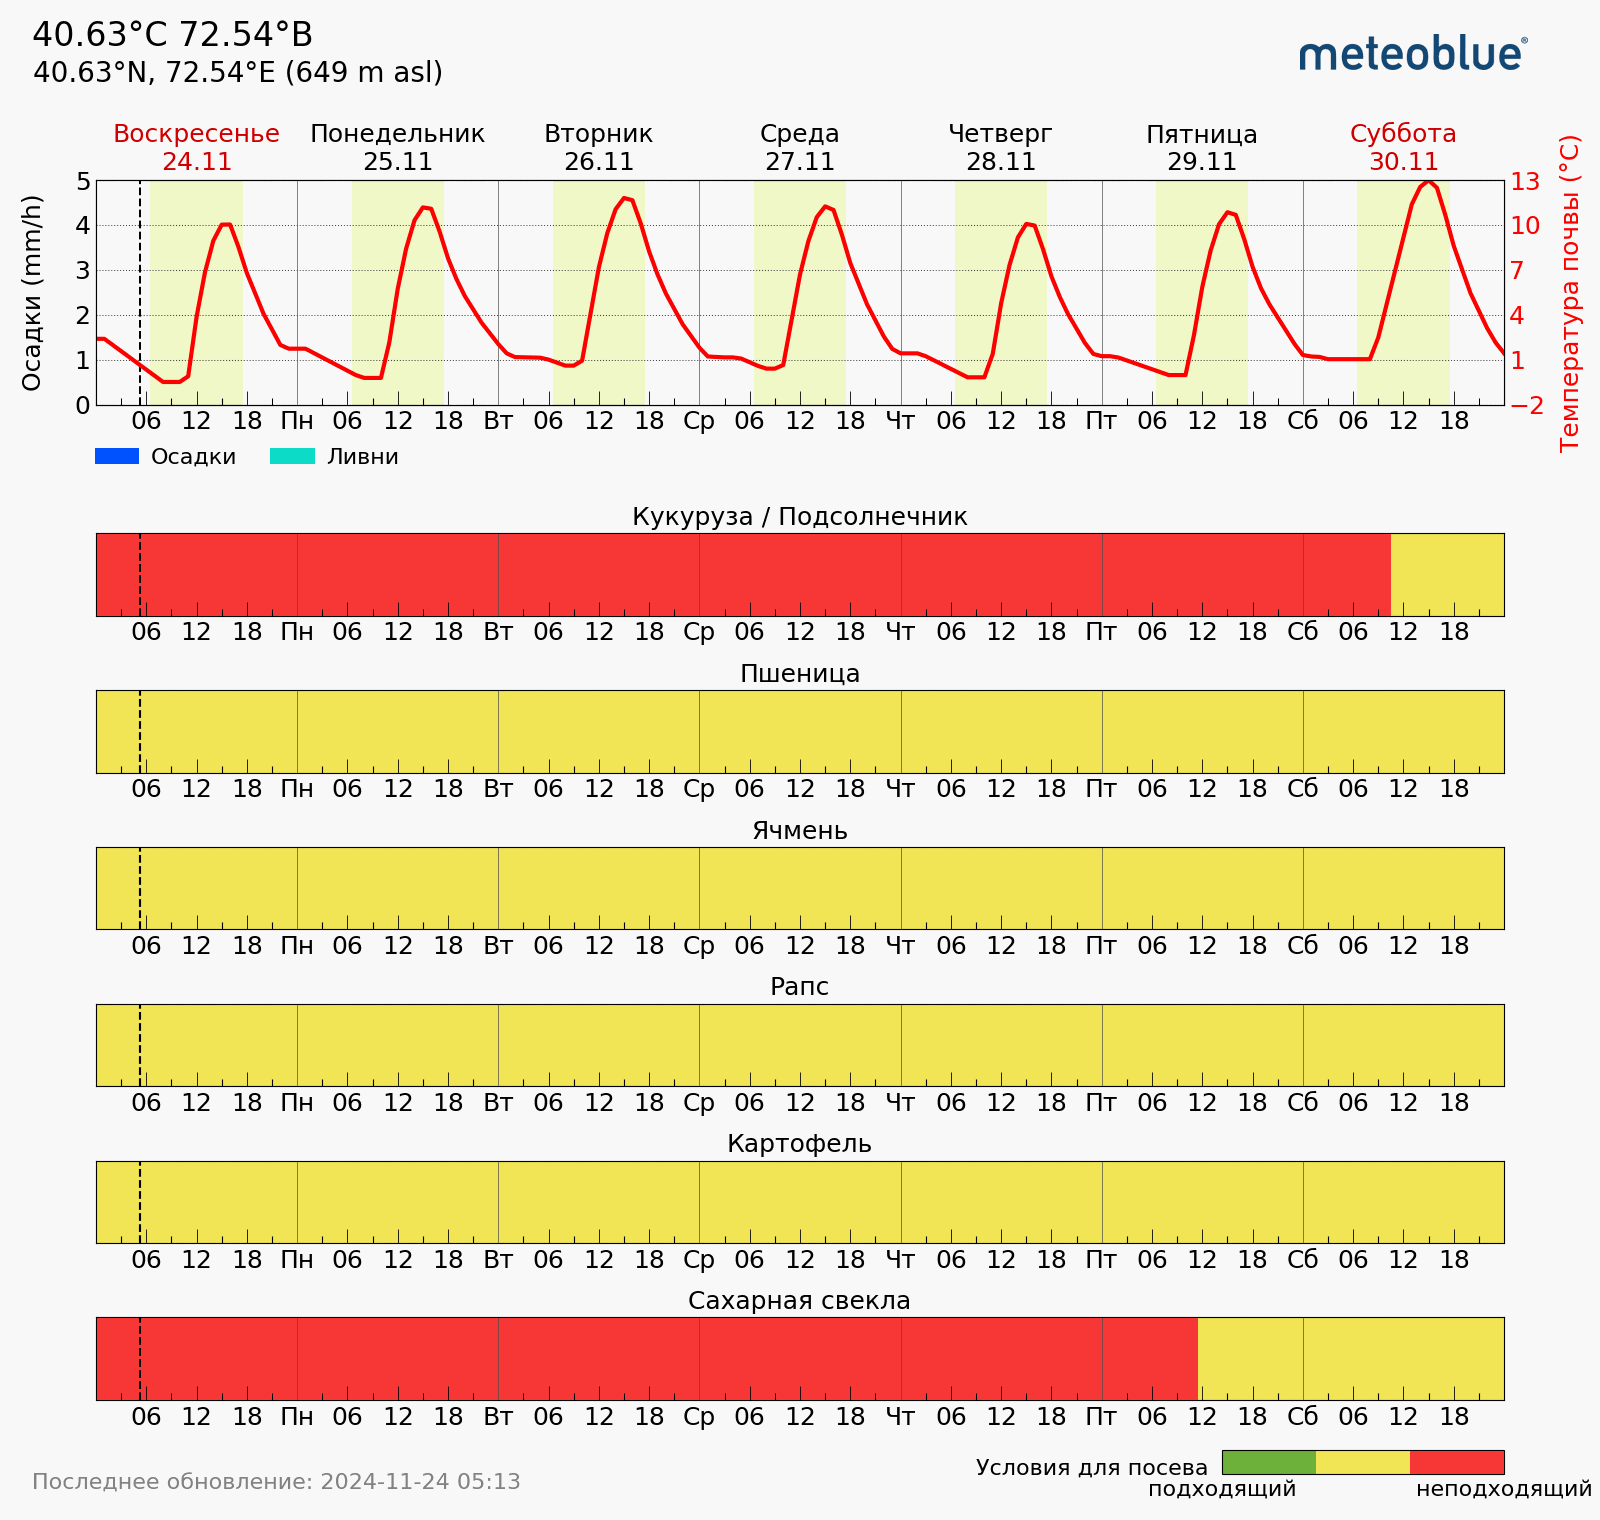 40.63°С 72.54°В
40.63°N, 72.54°E (649 m asl)
meteoblue®
Воскресенье Понедельник Вторник Среда Четверг Пятница Суббота
24.11 25.11 26.11 27.11 28.11 29.11 30.11
Осадки (mm/h)
5
4
3
2
1
0
13
10
7
4
1
−2
Температура почвы (°C)
06 12 18 Пн 06 12 18 Вт 06 12 18 Ср 06 12 18 Чт 06 12 18 Пт 06 12 18 Сб 06 12 18
Осадки Ливни
Кукуруза / Подсолнечник
06 12 18 Пн 06 12 18 Вт 06 12 18 Ср 06 12 18 Чт 06 12 18 Пт 06 12 18 Сб 06 12 18
Пшеница
06 12 18 Пн 06 12 18 Вт 06 12 18 Ср 06 12 18 Чт 06 12 18 Пт 06 12 18 Сб 06 12 18
Ячмень
06 12 18 Пн 06 12 18 Вт 06 12 18 Ср 06 12 18 Чт 06 12 18 Пт 06 12 18 Сб 06 12 18
Рапс
06 12 18 Пн 06 12 18 Вт 06 12 18 Ср 06 12 18 Чт 06 12 18 Пт 06 12 18 Сб 06 12 18
Картофель
06 12 18 Пн 06 12 18 Вт 06 12 18 Ср 06 12 18 Чт 06 12 18 Пт 06 12 18 Сб 06 12 18
Сахарная свекла
06 12 18 Пн 06 12 18 Вт 06 12 18 Ср 06 12 18 Чт 06 12 18 Пт 06 12 18 Сб 06 12 18
Условия для посева
подходящий неподходящий
Последнее обновление: 2024-11-24 05:13